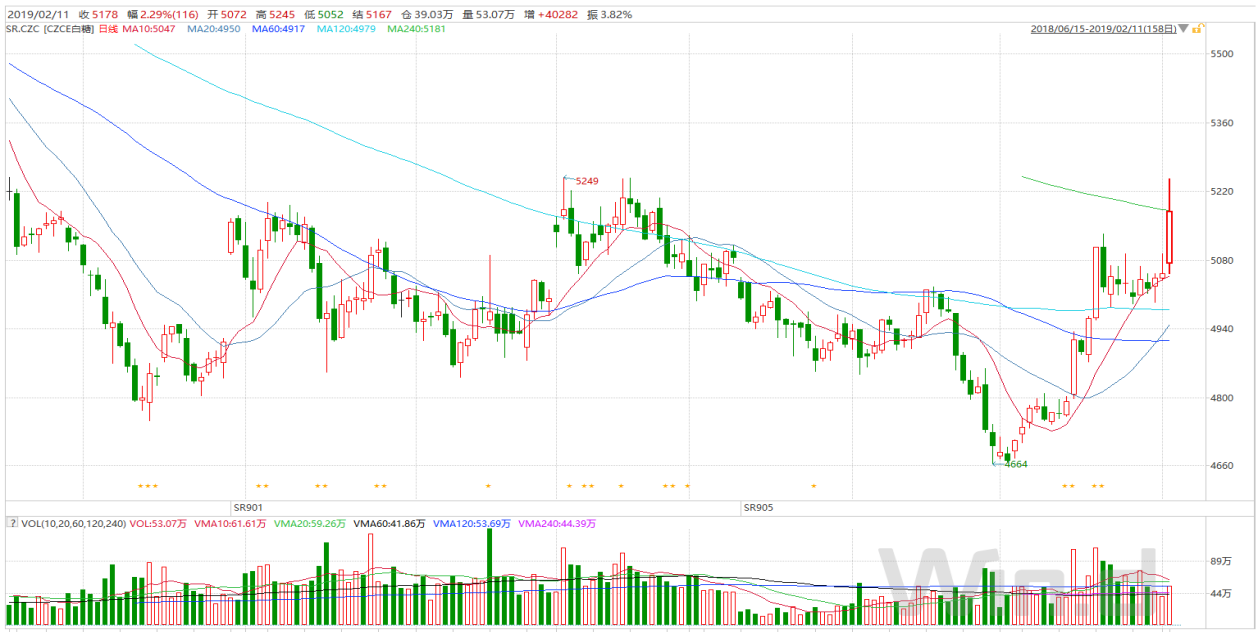 2019/02/11 收 5178 幅 2.29%(116) 开 5072 高 5245 低 5052 结 5167 仓 39.03万 量 53.07万 增 +40282 振 3.82%
SR.CZC [CZCE白糖] 日线 MA10:5047 MA20:4950 MA60:4917 MA120:4979 MA240:5181 2018/06/15-2019/02/11(158日)
5500
5360
5249
5220
5080
4940
4800
4664
4660
SR901 SR905
? VOL(10,20,60,120,240) VOL:53.07万 VMA10:61.61万 VMA20:59.26万 VMA60:41.86万 VMA120:53.69万 VMA240:44.39万
Wind
89万
44万